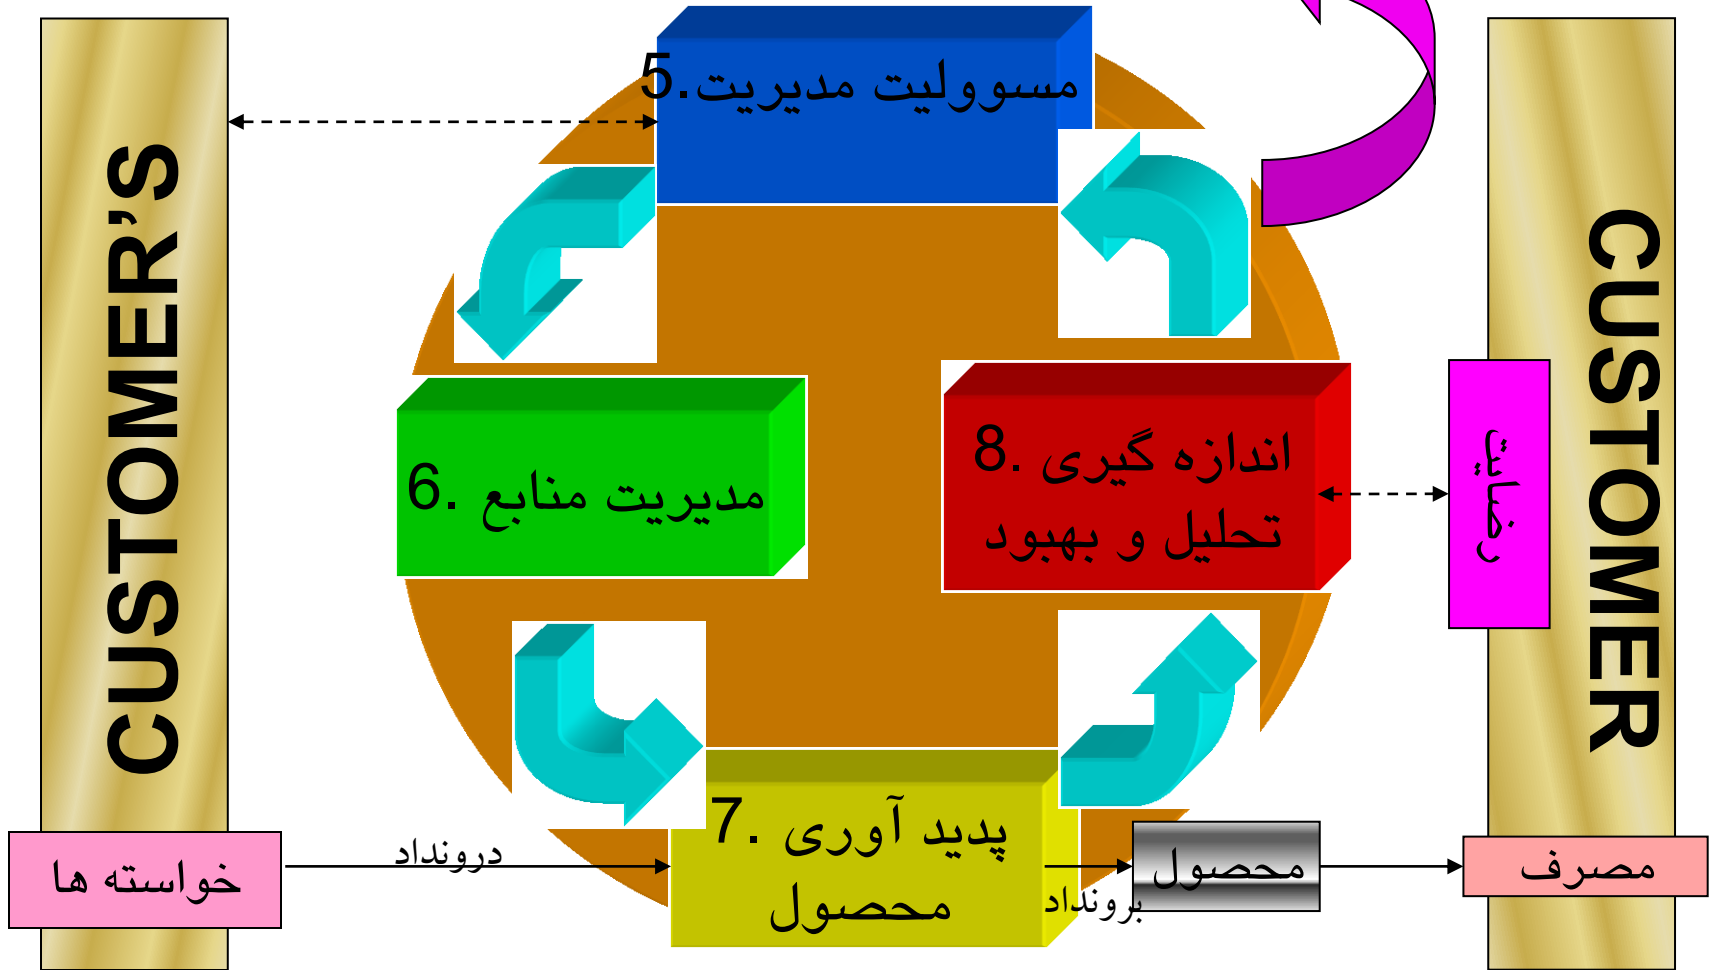 5.مسوولیت مدیریت
CUSTOMER’S
CUSTOMER
6. مدیریت منابع
8. اندازه گیری
تحلیل و بهبود
رضایت
7. پدید آوری
محصول
خواسته ها
درونداد
برونداد
محصول
مصرف